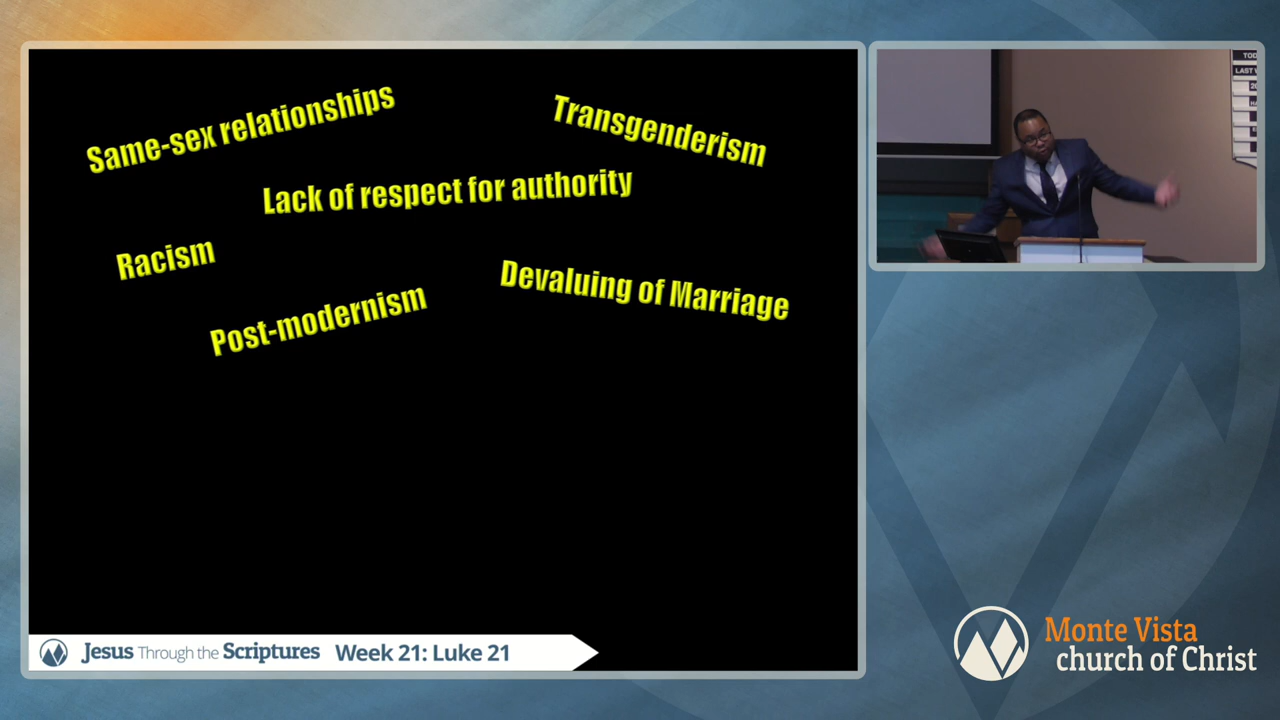 Same-sex relationships
Transgenderism
Lack of respect for authority
Racism
Devaluing of Marriage
Post-modernism
Jesus Through the Scriptures Week 21: Luke 21
Monte Vista
church of Christ
LAST